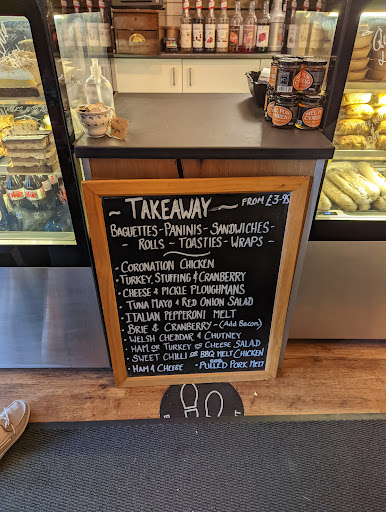 ~ TAKEAWAY ~ FROM £3.95
BAGUETTES - PANINIS - SANDWICHES -
- ROLLS - TOASTIES - WRAPS -
• CORONATION CHICKEN
• TURKEY, STUFFING & CRANBERRY
• CHEESE & PICKLE PLOUGHMANS
• TUNA MAYO & RED ONION SALAD
• ITALIAN PEPPERONI MELT
• BRIE & CRANBERRY - (Add Bacon)
• WELSH CHEDDAR & CHUTNEY
• HAM OR TURKEY OR CHEESE SALAD
• SWEET CHILLI OR BBQ MELT CHICKEN
• HAM & CHEESE • BBQ PULLED PORK MELT